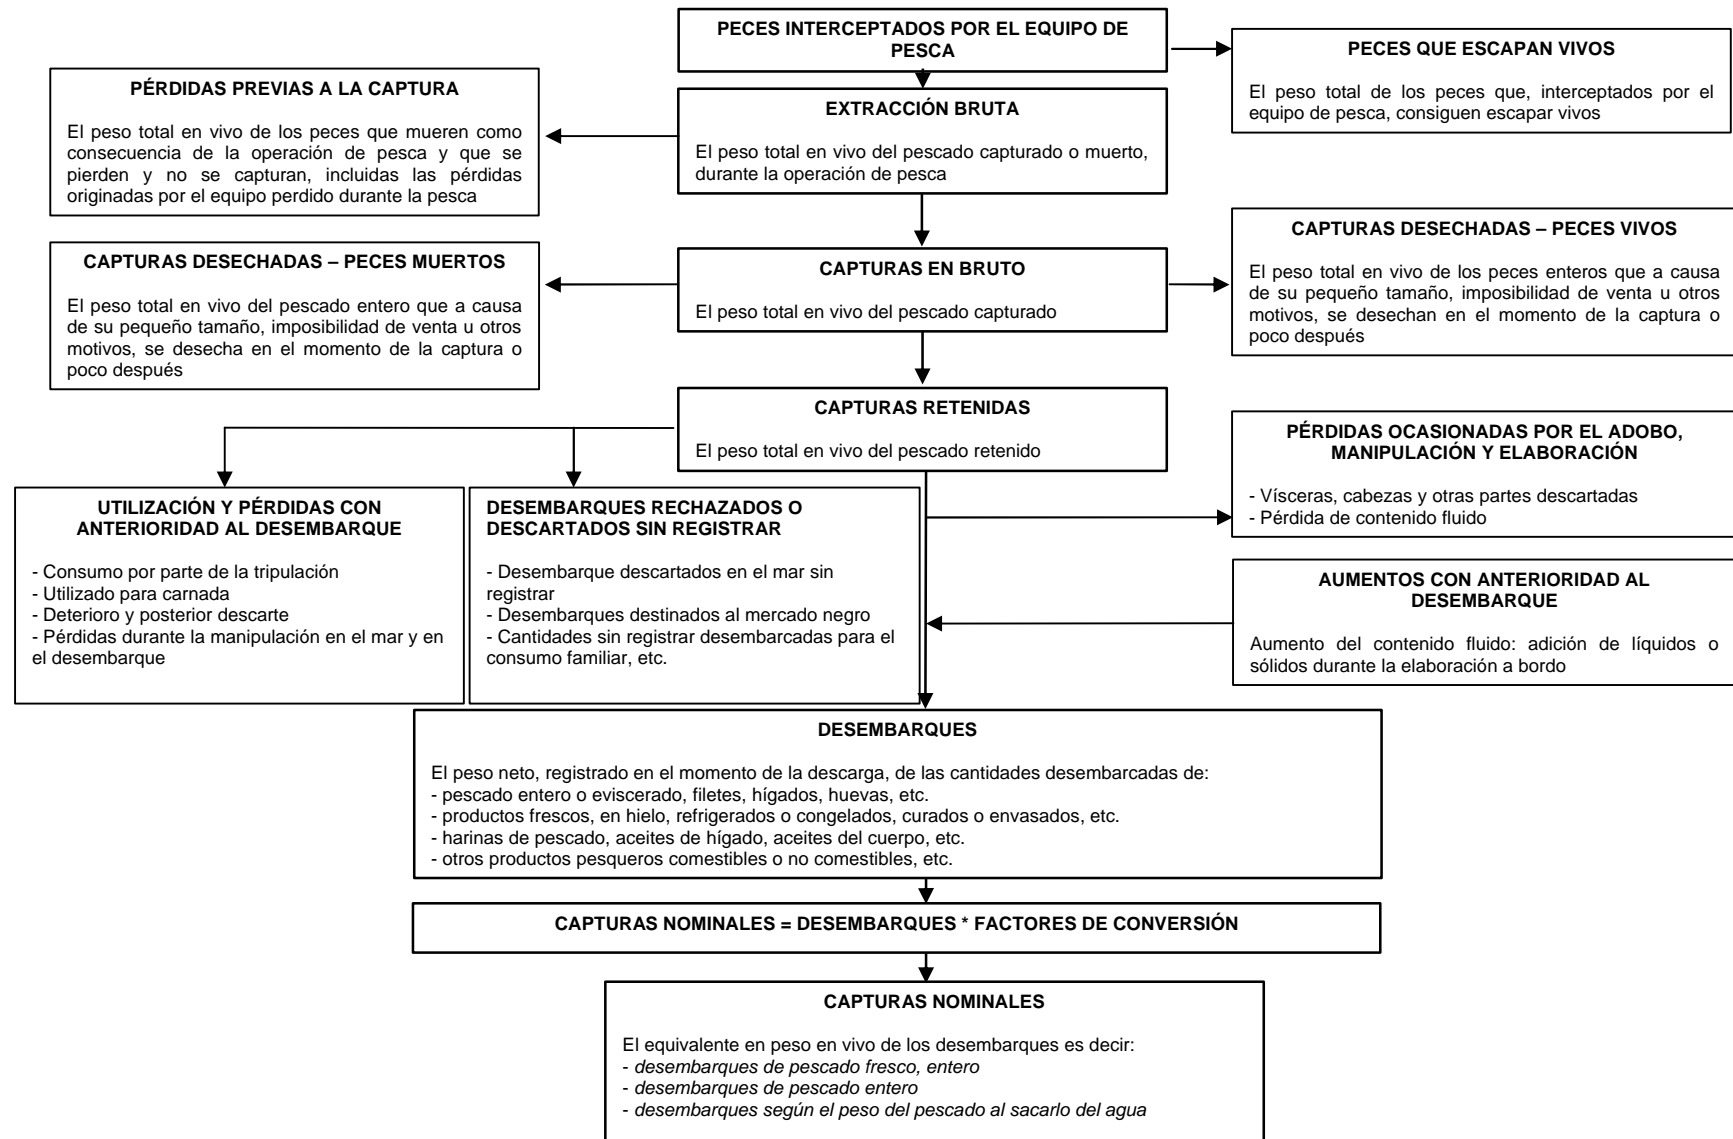 PECES INTERCEPTADOS POR EL EQUIPO DE
PESCA
PECES QUE ESCAPAN VIVOS
El peso total de los peces que, interceptados por el
equipo de pesca, consiguen escapar vivos
PÉRDIDAS PREVIAS A LA CAPTURA
El peso total en vivo de los peces que mueren como
consecuencia de la operación de pesca y que se
pierden y no se capturan, incluidas las pérdidas
originadas por el equipo perdido durante la pesca
EXTRACCIÓN BRUTA
El peso total en vivo del pescado capturado o muerto,
durante la operación de pesca
CAPTURAS DESECHADAS – PECES MUERTOS
El peso total en vivo del pescado entero que a causa
de su pequeño tamaño, imposibilidad de venta u otros
motivos, se desecha en el momento de la captura o
poco después
CAPTURAS EN BRUTO
El peso total en vivo del pescado capturado
CAPTURAS DESECHADAS – PECES VIVOS
El peso total en vivo de los peces enteros que a causa
de su pequeño tamaño, imposibilidad de venta u otros
motivos, se desechan en el momento de la captura o
poco después
CAPTURAS RETENIDAS
El peso total en vivo del pescado retenido
PÉRDIDAS OCASIONADAS POR EL ADOBO,
MANIPULACIÓN Y ELABORACIÓN
- Vísceras, cabezas y otras partes descartadas
- Pérdida de contenido fluido
UTILIZACIÓN Y PÉRDIDAS CON
ANTERIORIDAD AL DESEMBARQUE
- Consumo por parte de la tripulación
- Utilizado para carnada
- Deterioro y posterior descarte
- Pérdidas durante la manipulación en el mar y en
el desembarque
DESEMBARQUES RECHAZADOS O
DESCARTADOS SIN REGISTRAR
- Desembarque descartados en el mar sin
registrar
- Desembarques destinados al mercado negro
- Cantidades sin registrar desembarcadas para el
consumo familiar, etc.
AUMENTOS CON ANTERIORIDAD AL
DESEMBARQUE
Aumento del contenido fluido: adición de líquidos o
sólidos durante la elaboración a bordo
DESEMBARQUES
El peso neto, registrado en el momento de la descarga, de las cantidades desembarcadas de:
- pescado entero o eviscerado, filetes, hígados, huevas, etc.
- productos frescos, en hielo, refrigerados o congelados, curados o envasados, etc.
- harinas de pescado, aceites de hígado, aceites del cuerpo, etc.
- otros productos pesqueros comestibles o no comestibles, etc.
CAPTURAS NOMINALES = DESEMBARQUES * FACTORES DE CONVERSIÓN
CAPTURAS NOMINALES
El equivalente en peso en vivo de los desembarques es decir:
- desembarques de pescado fresco, entero
- desembarques de pescado entero
- desembarques según el peso del pescado al sacarlo del agua